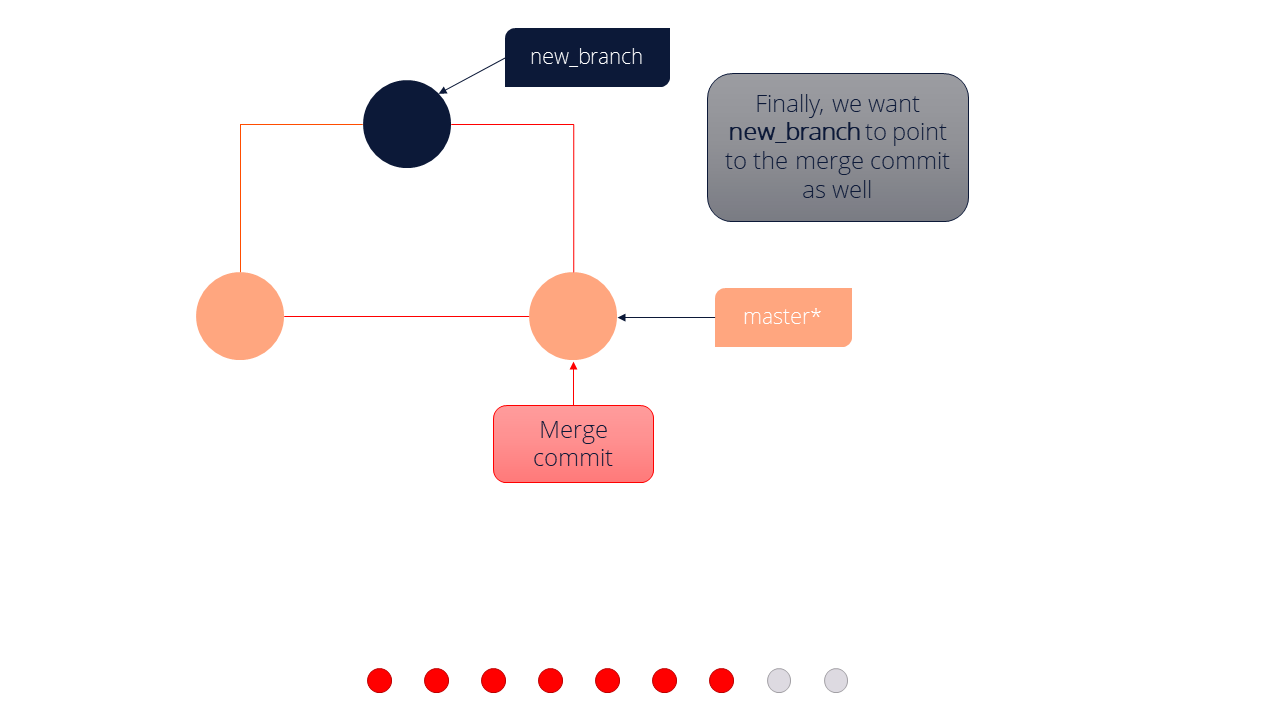 new_branch
Finally, we want
new_branch to point
to the merge commit
as well
master*
Merge
commit